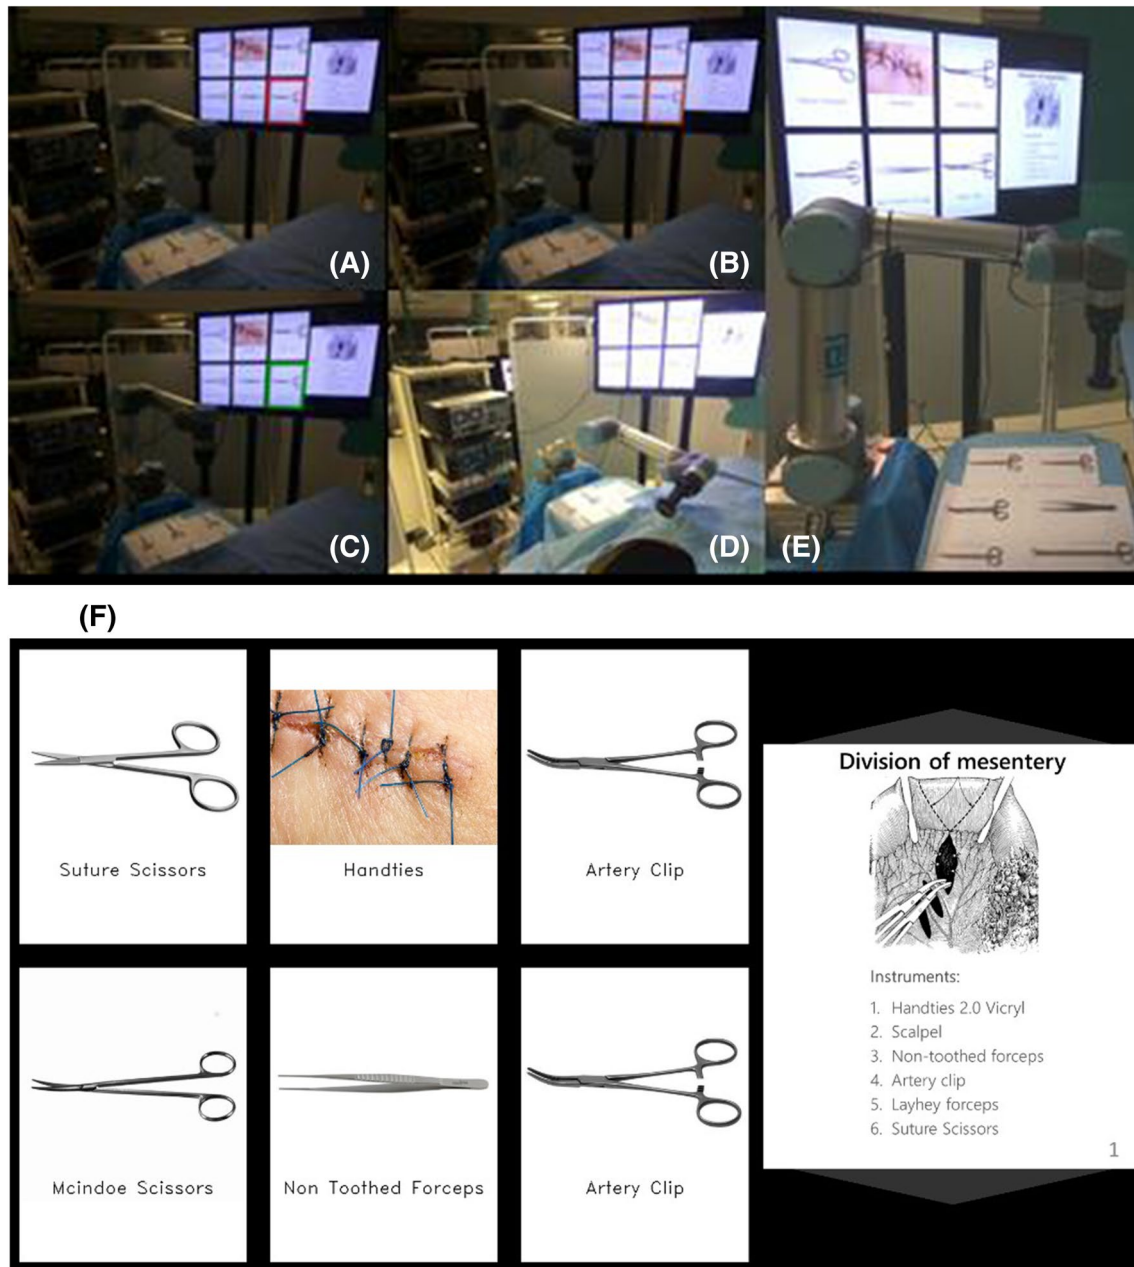 (A)
(B)
(C)
(D)
(E)
(F)
Suture Scissors
Handties
Artery Clip
Mcindoe Scissors
Non Toothed Forceps
Artery Clip
Division of mesentery
Instruments:
1. Handties 2.0 Vicryl
2. Scalpel
3. Non-toothed forceps
4. Artery clip
5. Layhey forceps
6. Suture Scissors
1